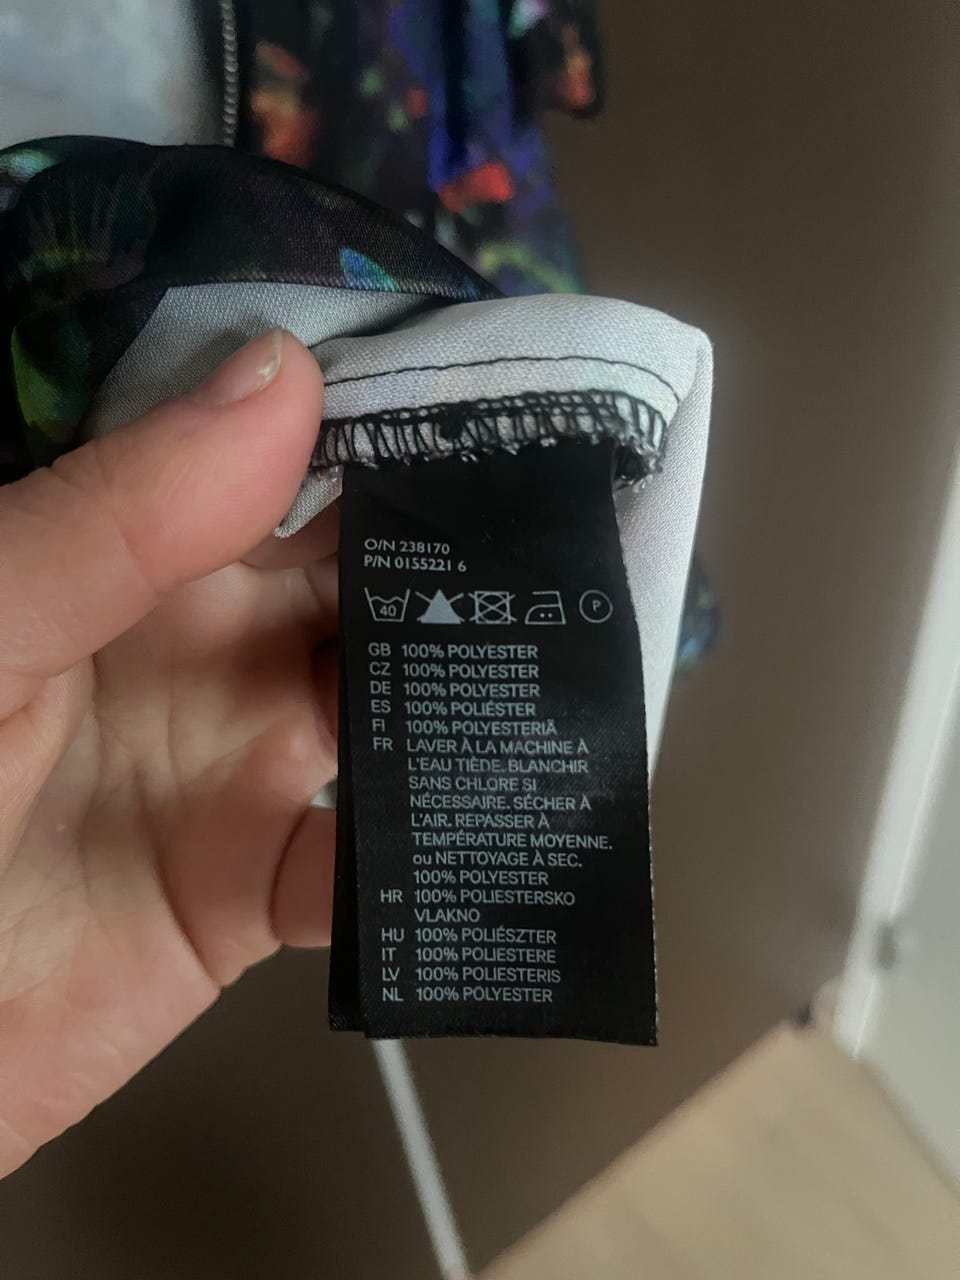 O/N 238170
P/N 0155221 6
40 P
GB 100% POLYESTER
CZ 100% POLYESTER
DE 100% POLYESTER
ES 100% POLIÉSTER
FI 100% POLYESTERIÄ
FR LAVER À LA MACHINE À
L'EAU TIÈDE. BLANCHIR
SANS CHLORE SI
NÉCESSAIRE. SÉCHER À
L'AIR. REPASSER À
TEMPÉRATURE MOYENNE.
ou NETTOYAGE À SEC.
100% POLYESTER
HR 100% POLIESTERSKO
VLAKNO
HU 100% POLIÉSZTER
IT 100% POLIESTERE
LV 100% POLIESTERIS
NL 100% POLYESTER